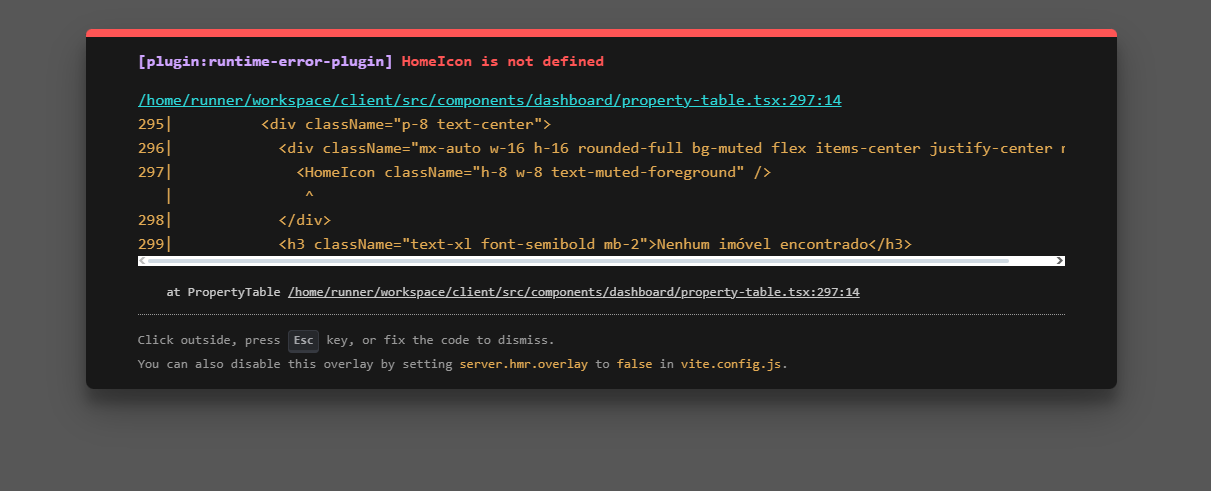 [plugin:runtime-error-plugin] HomeIcon is not defined
/home/runner/workspace/client/src/components/dashboard/property-table.tsx:297:14
295|          <div className="p-8 text-center">
296|            <div className="mx-auto w-16 h-16 rounded-full bg-muted flex items-center justify-center
297|              <HomeIcon className="h-8 w-8 text-muted-foreground" />
   |               ^
298|            </div>
299|            <h3 className="text-xl font-semibold mb-2">Nenhum imóvel encontrado</h3>
at PropertyTable /home/runner/workspace/client/src/components/dashboard/property-table.tsx:297:14
Click outside, press Esc key, or fix the code to dismiss.
You can also disable this overlay by setting server.hmr.overlay to false in vite.config.js.